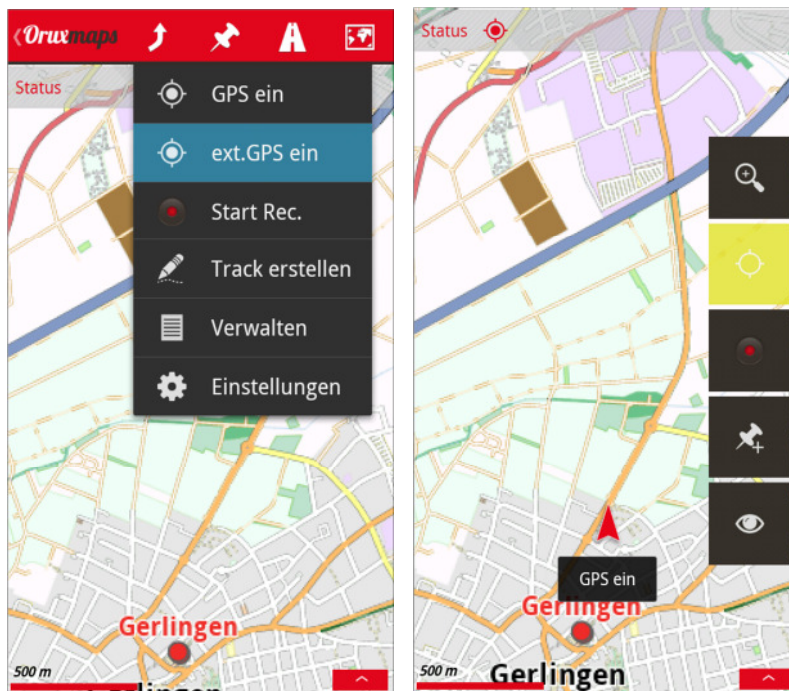 Oruxmaps
Status
GPS ein
ext.GPS ein
Start Rec.
Track erstellen
Verwalten
Einstellungen
Gerlingen
500 m
Status
GPS ein
Gerlingen
500 m
Gerlingen